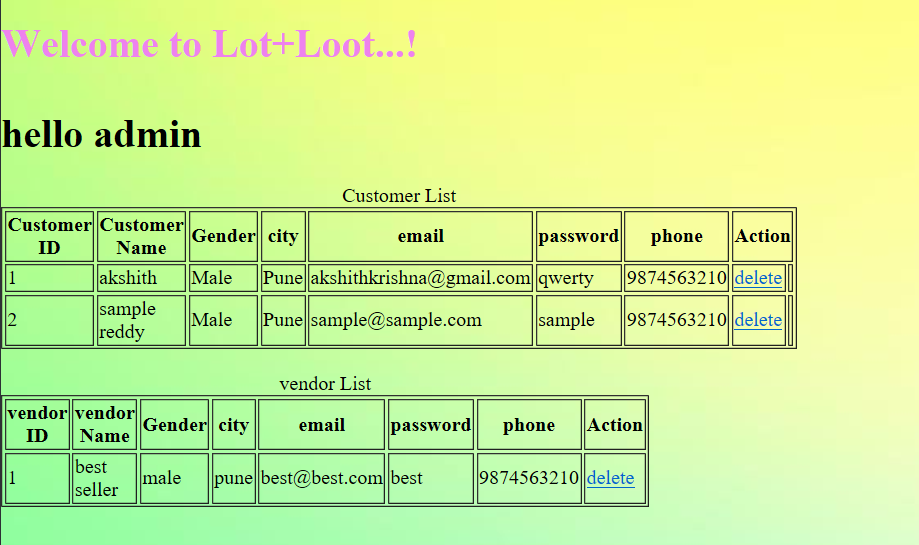 Welcome to Lot+Loot...!
hello admin
Customer List
Customer ID Customer Name Gender city email password phone Action
1 akshith Male Pune akshithkrishna@gmail.com qwerty 9874563210 delete
2 sample reddy Male Pune sample@sample.com sample 9874563210 delete
vendor List
vendor ID vendor Name Gender city email password phone Action
1 best seller male pune best@best.com best 9874563210 delete